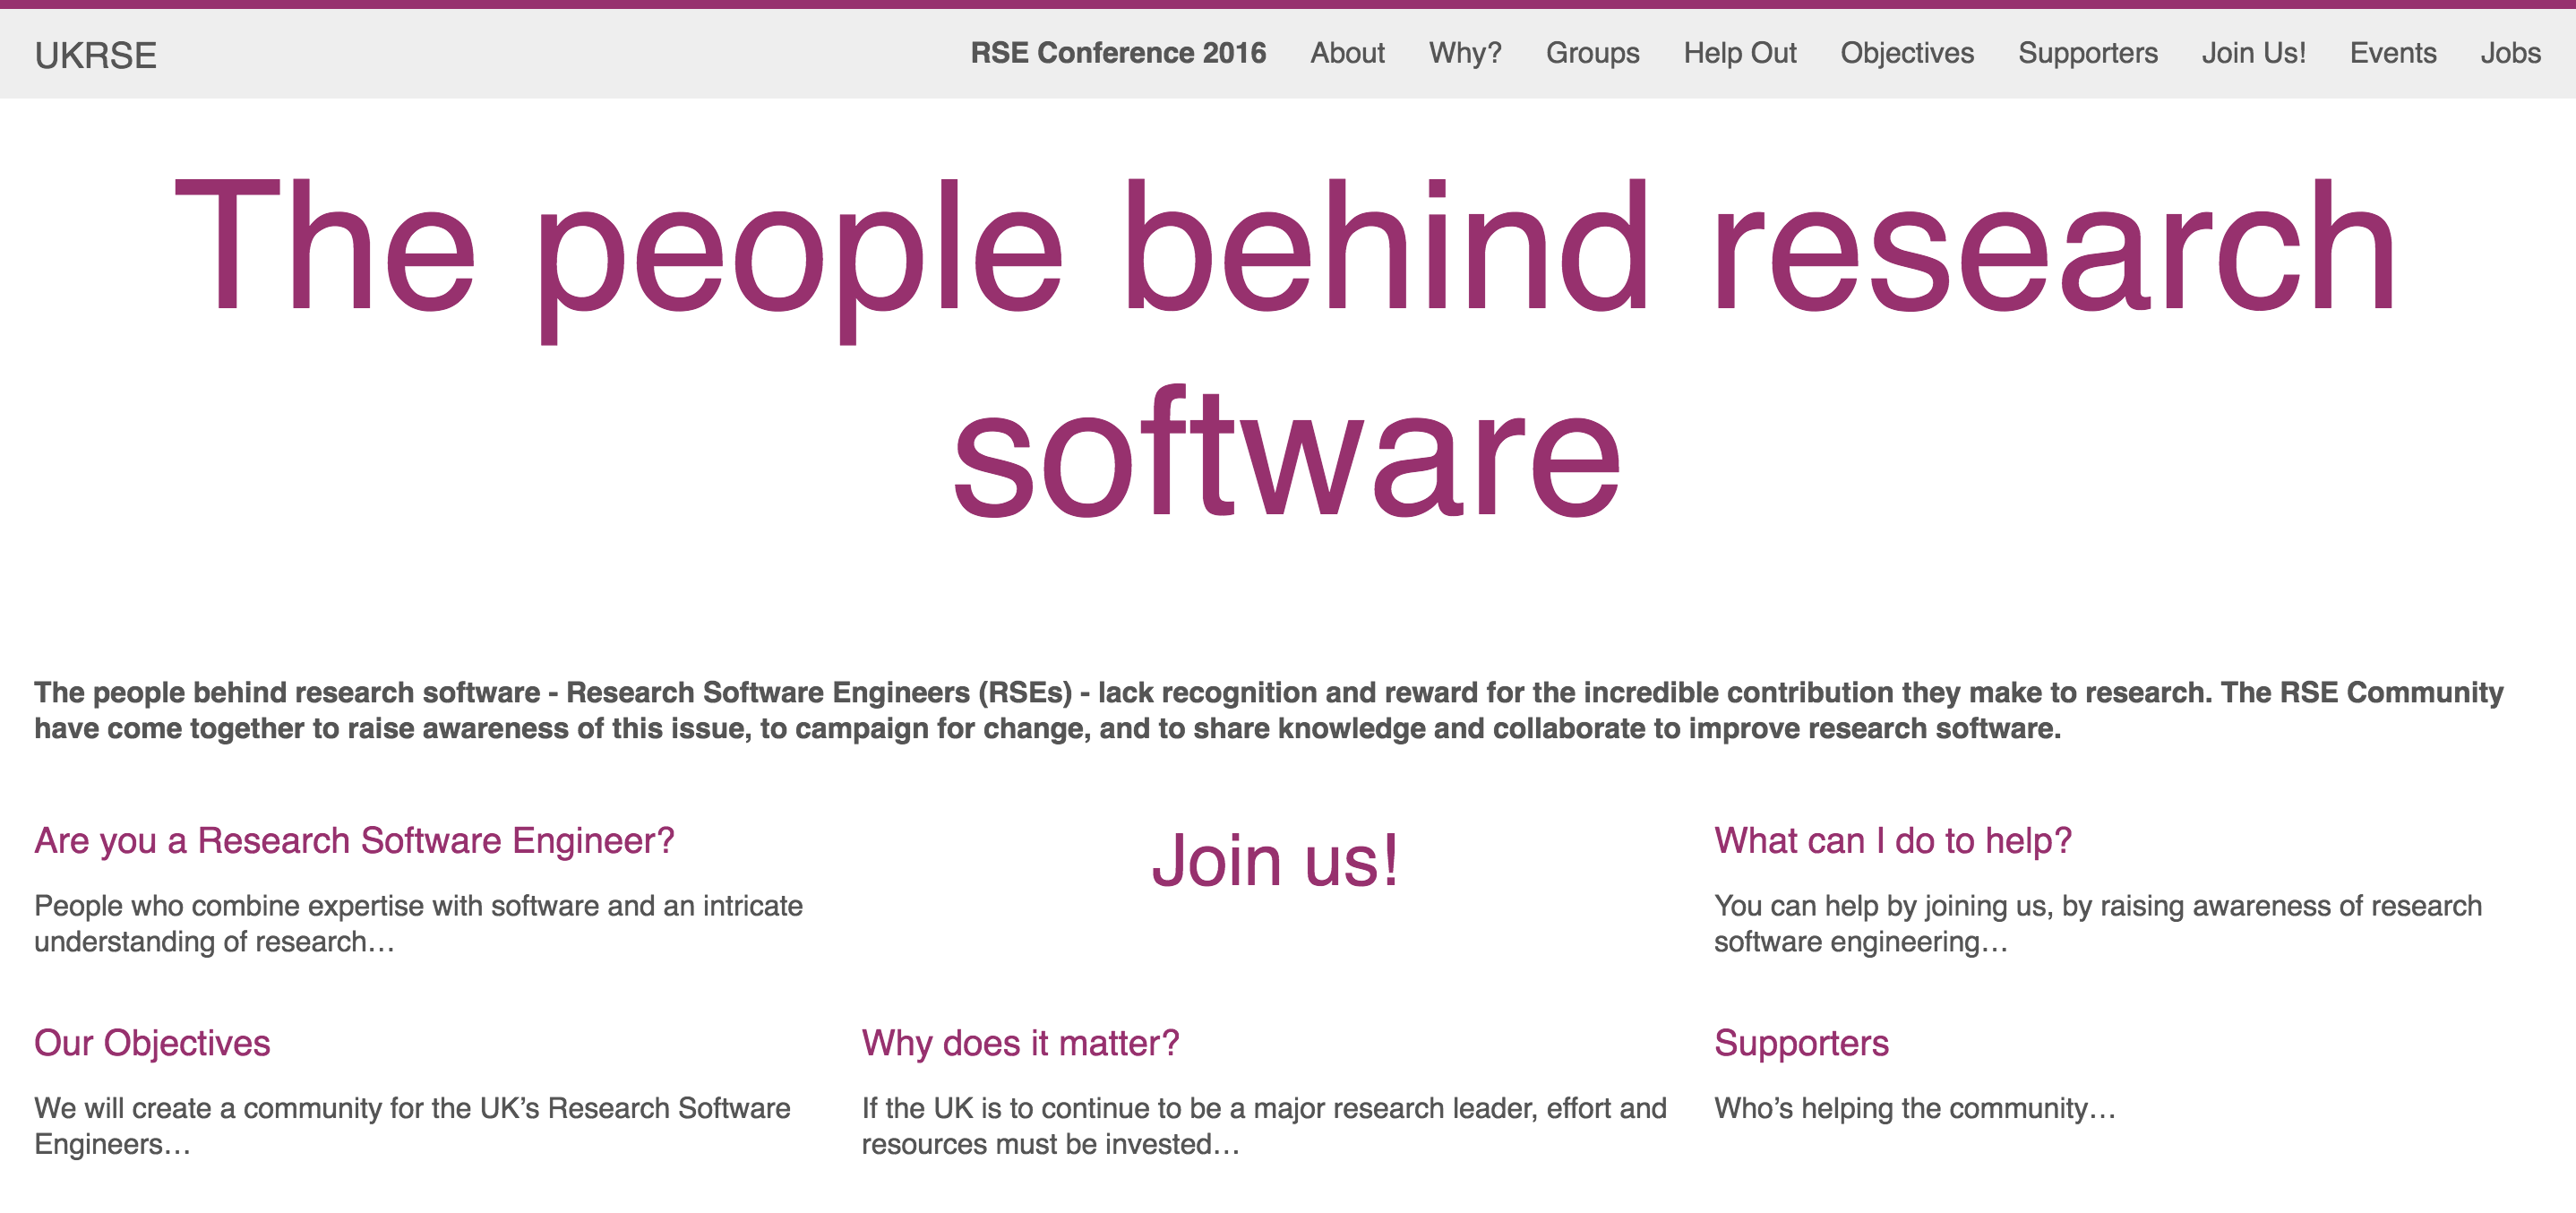 UKRSE
RSE Conference 2016 About Why? Groups Help Out Objectives Supporters Join Us! Events Jobs
The people behind research
software
The people behind research software - Research Software Engineers (RSEs) - lack recognition and reward for the incredible contribution they make to research. The RSE Community
have come together to raise awareness of this issue, to campaign for change, and to share knowledge and collaborate to improve research software.
Are you a Research Software Engineer?
People who combine expertise with software and an intricate
understanding of research…
Join us!
What can I do to help?
You can help by joining us, by raising awareness of research
software engineering…
Our Objectives
We will create a community for the UK’s Research Software
Engineers…
Why does it matter?
If the UK is to continue to be a major research leader, effort and
resources must be invested…
Supporters
Who’s helping the community…